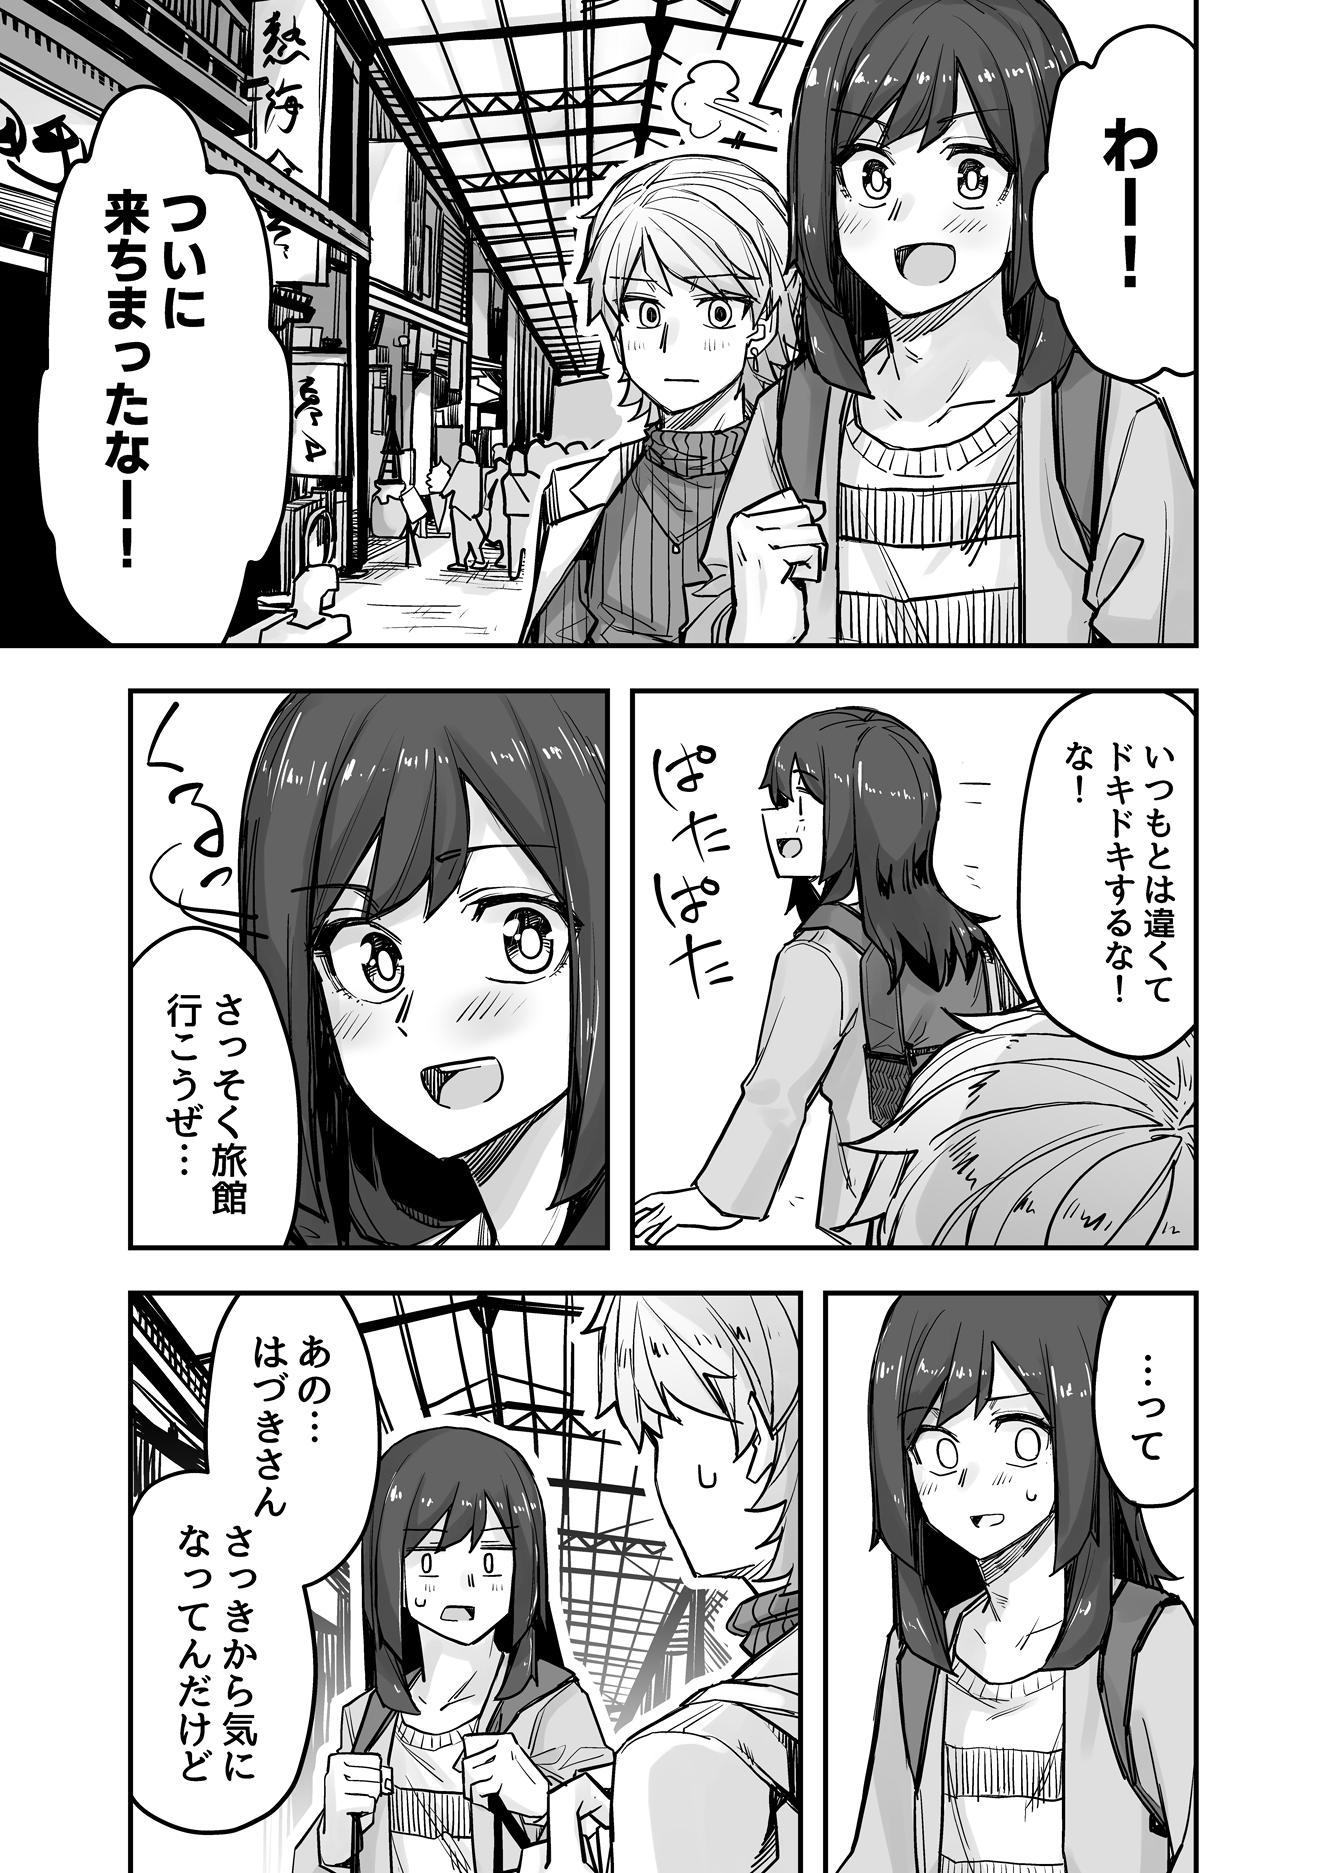 わー！
熱海
ついに
来ちまったなー！
いつもとは違くて
ドキドキするな！
な！
ぱたぱた
くるっ
さっそく旅館
行こうぜ…
…って
あの…
はづきさん
さっきから気に
なってんだけど